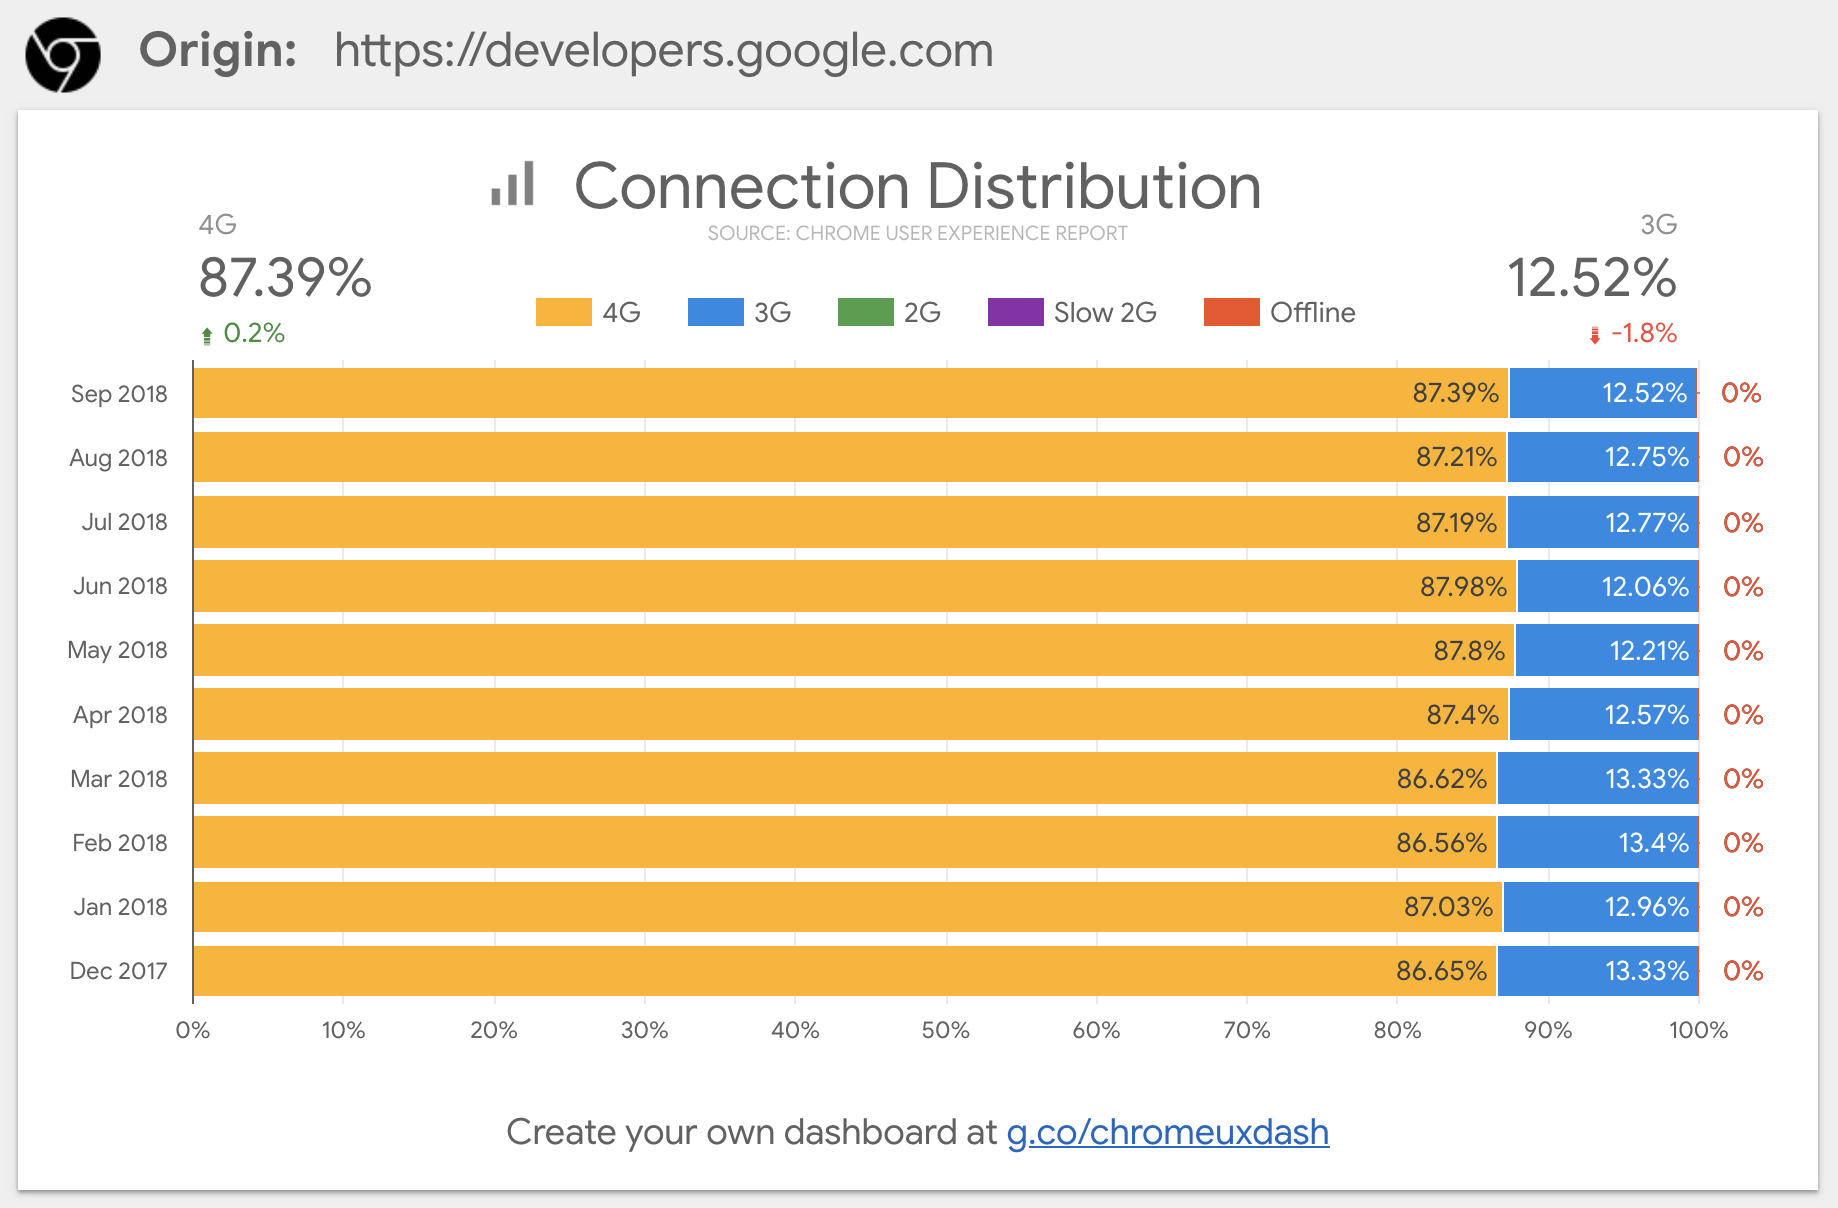 Origin: https://developers.google.com
Connection Distribution
SOURCE: CHROME USER EXPERIENCE REPORT
4G
87.39%
0.2%
3G
12.52%
-1.8%
4G 3G 2G Slow 2G Offline
Sep 2018 87.39% 12.52% 0%
Aug 2018 87.21% 12.75% 0%
Jul 2018 87.19% 12.77% 0%
Jun 2018 87.98% 12.06% 0%
May 2018 87.8% 12.21% 0%
Apr 2018 87.4% 12.57% 0%
Mar 2018 86.62% 13.33% 0%
Feb 2018 86.56% 13.4% 0%
Jan 2018 87.03% 12.96% 0%
Dec 2017 86.65% 13.33% 0%
0% 10% 20% 30% 40% 50% 60% 70% 80% 90% 100%
Create your own dashboard at g.co/chromeuxdash